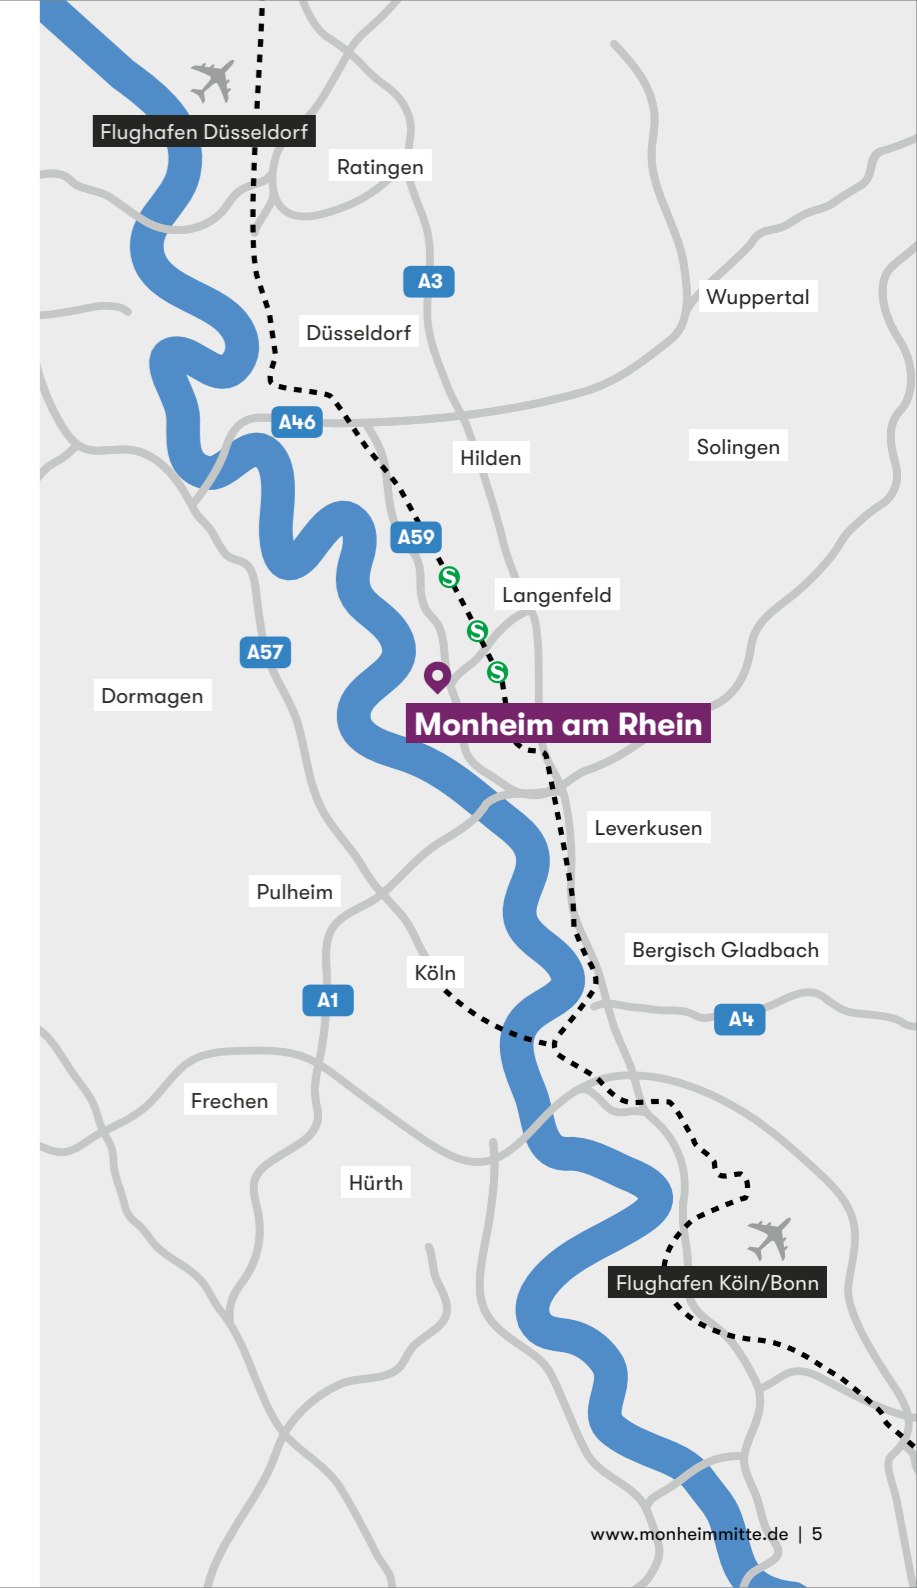 Flughafen Düsseldorf
Ratingen
A3
Wuppertal
Düsseldorf
A46
Hilden
Solingen
A59
S
Langenfeld
S
A57
S
Dormagen
Monheim am Rhein
Leverkusen
Pulheim
Bergisch Gladbach
Köln
A1
A4
Frechen
Hürth
Flughafen Köln/Bonn
www.monheimmitte.de | 5